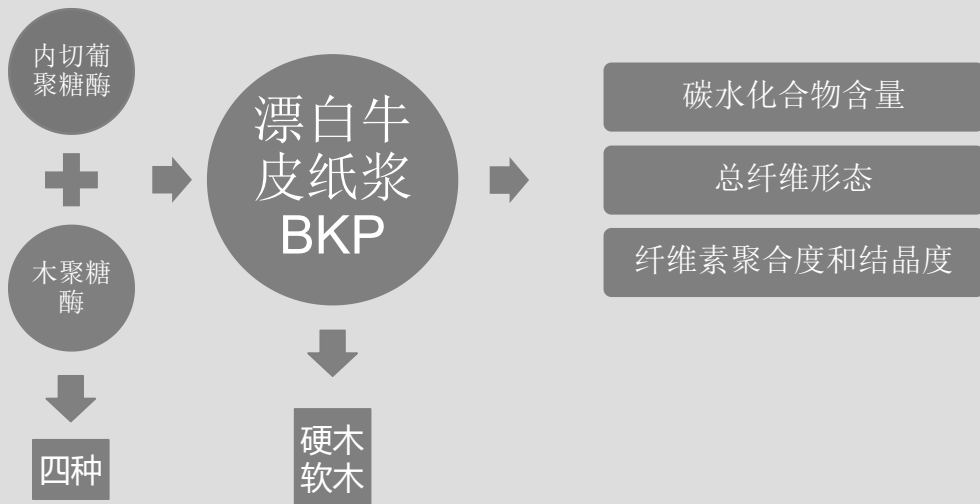 内切葡
聚糖酶
木聚糖
酶
四种
漂白牛
皮纸浆
BKP
硬木
软木
碳水化合物含量
总纤维形态
纤维素聚合度和结晶度